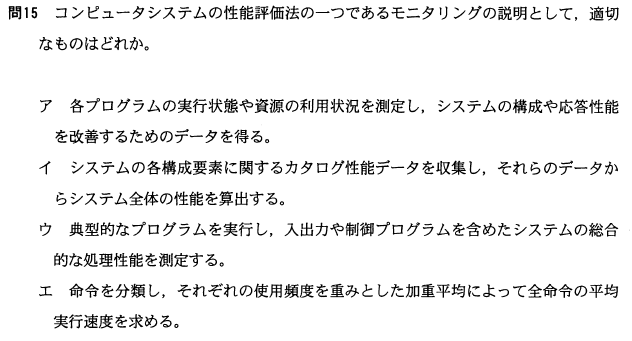 問15　コンピュータシステムの性能評価法の一つであるモニタリングの説明として，適切
なものはどれか。
ア　各プログラムの実行状態や資源の利用状況を測定し，システムの構成や応答性能
を改善するためのデータを得る。
イ　システムの各構成要素に関するカタログ性能データを収集し，それらのデータか
らシステム全体の性能を算出する。
ウ　典型的なプログラムを実行し，入出力や制御プログラムを含めたシステムの総合
的な処理性能を測定する。
エ　命令を分類し，それぞれの使用頻度を重みとした加重平均によって全命令の平均
実行速度を求める。